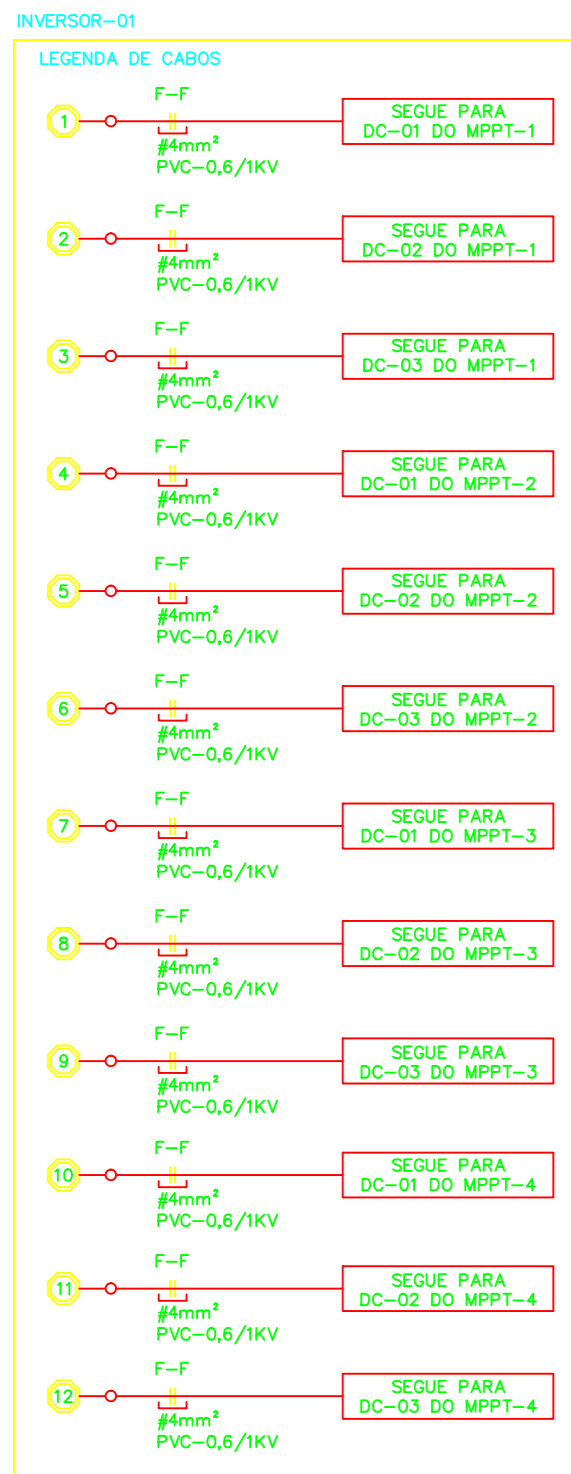 INVERSOR-01
LEGENDA DE CABOS
F-F
1
SEGUE PARA
DC-01 DO MPPT-1
#4mm²
PVC-0,6/1KV
F-F
2
SEGUE PARA
DC-02 DO MPPT-1
#4mm²
PVC-0,6/1KV
F-F
3
SEGUE PARA
DC-03 DO MPPT-1
#4mm²
PVC-0,6/1KV
F-F
4
SEGUE PARA
DC-01 DO MPPT-2
#4mm²
PVC-0,6/1KV
F-F
5
SEGUE PARA
DC-02 DO MPPT-2
#4mm²
PVC-0,6/1KV
F-F
6
SEGUE PARA
DC-03 DO MPPT-2
#4mm²
PVC-0,6/1KV
F-F
7
SEGUE PARA
DC-01 DO MPPT-3
#4mm²
PVC-0,6/1KV
F-F
8
SEGUE PARA
DC-02 DO MPPT-3
#4mm²
PVC-0,6/1KV
F-F
9
SEGUE PARA
DC-03 DO MPPT-3
#4mm²
PVC-0,6/1KV
F-F
10
SEGUE PARA
DC-01 DO MPPT-4
#4mm²
PVC-0,6/1KV
F-F
11
SEGUE PARA
DC-02 DO MPPT-4
#4mm²
PVC-0,6/1KV
F-F
12
SEGUE PARA
DC-03 DO MPPT-4
#4mm²
PVC-0,6/1KV